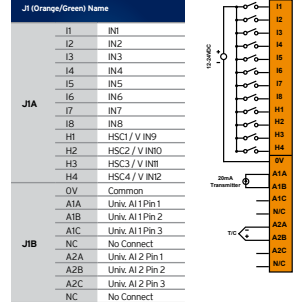 J1 (Orange/Green) Name
J1A
I1 IN1
I2 IN2
I3 IN3
I4 IN4
I5 IN5
I6 IN6
I7 IN7
I8 IN8
H1 HSC1 / V IN9
H2 HSC2 / V IN10
H3 HSC3 / V IN11
H4 HSC4 / V IN12
J1B
0V Common
A1A Univ. AI 1 Pin 1
A1B Univ. AI 1 Pin 2
A1C Univ. AI 1 Pin 3
NC No Connect
A2A Univ. AI 2 Pin 1
A2B Univ. AI 2 Pin 2
A2C Univ. AI 2 Pin 3
NC No Connect
12-24VDC
+
-
I1
I2
I3
I4
I5
I6
I7
I8
H1
H2
H3
H4
0V
20mA
Transmitter
A1A
A1B
A1C
N/C
T/C
A2A
A2B
A2C
N/C